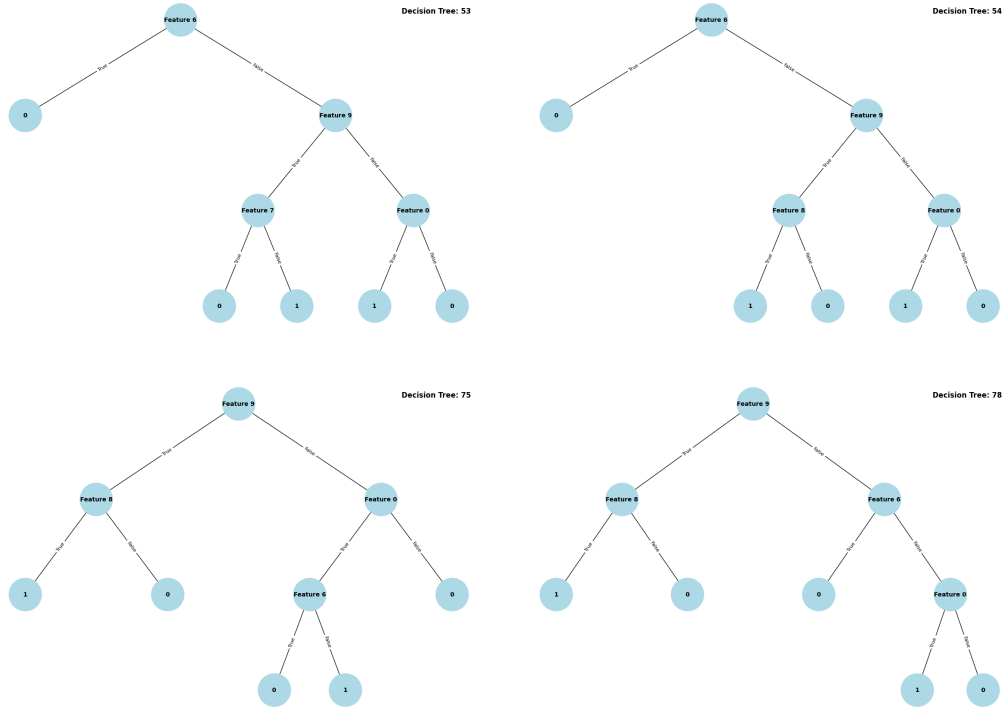 Decision Tree: 53
Feature 6
True
False
0
Feature 9
True
False
Feature 7
Feature 0
True
False
True
False
0
1
1
0
Decision Tree: 54
Feature 6
True
False
0
Feature 9
True
False
Feature 8
Feature 0
True
False
True
False
1
0
1
0
Decision Tree: 75
Feature 9
True
False
Feature 8
Feature 0
True
False
True
False
1
0
Feature 6
0
True
False
0
1
Decision Tree: 78
Feature 9
True
False
Feature 8
Feature 6
True
False
True
False
1
0
0
Feature 0
True
False
1
0